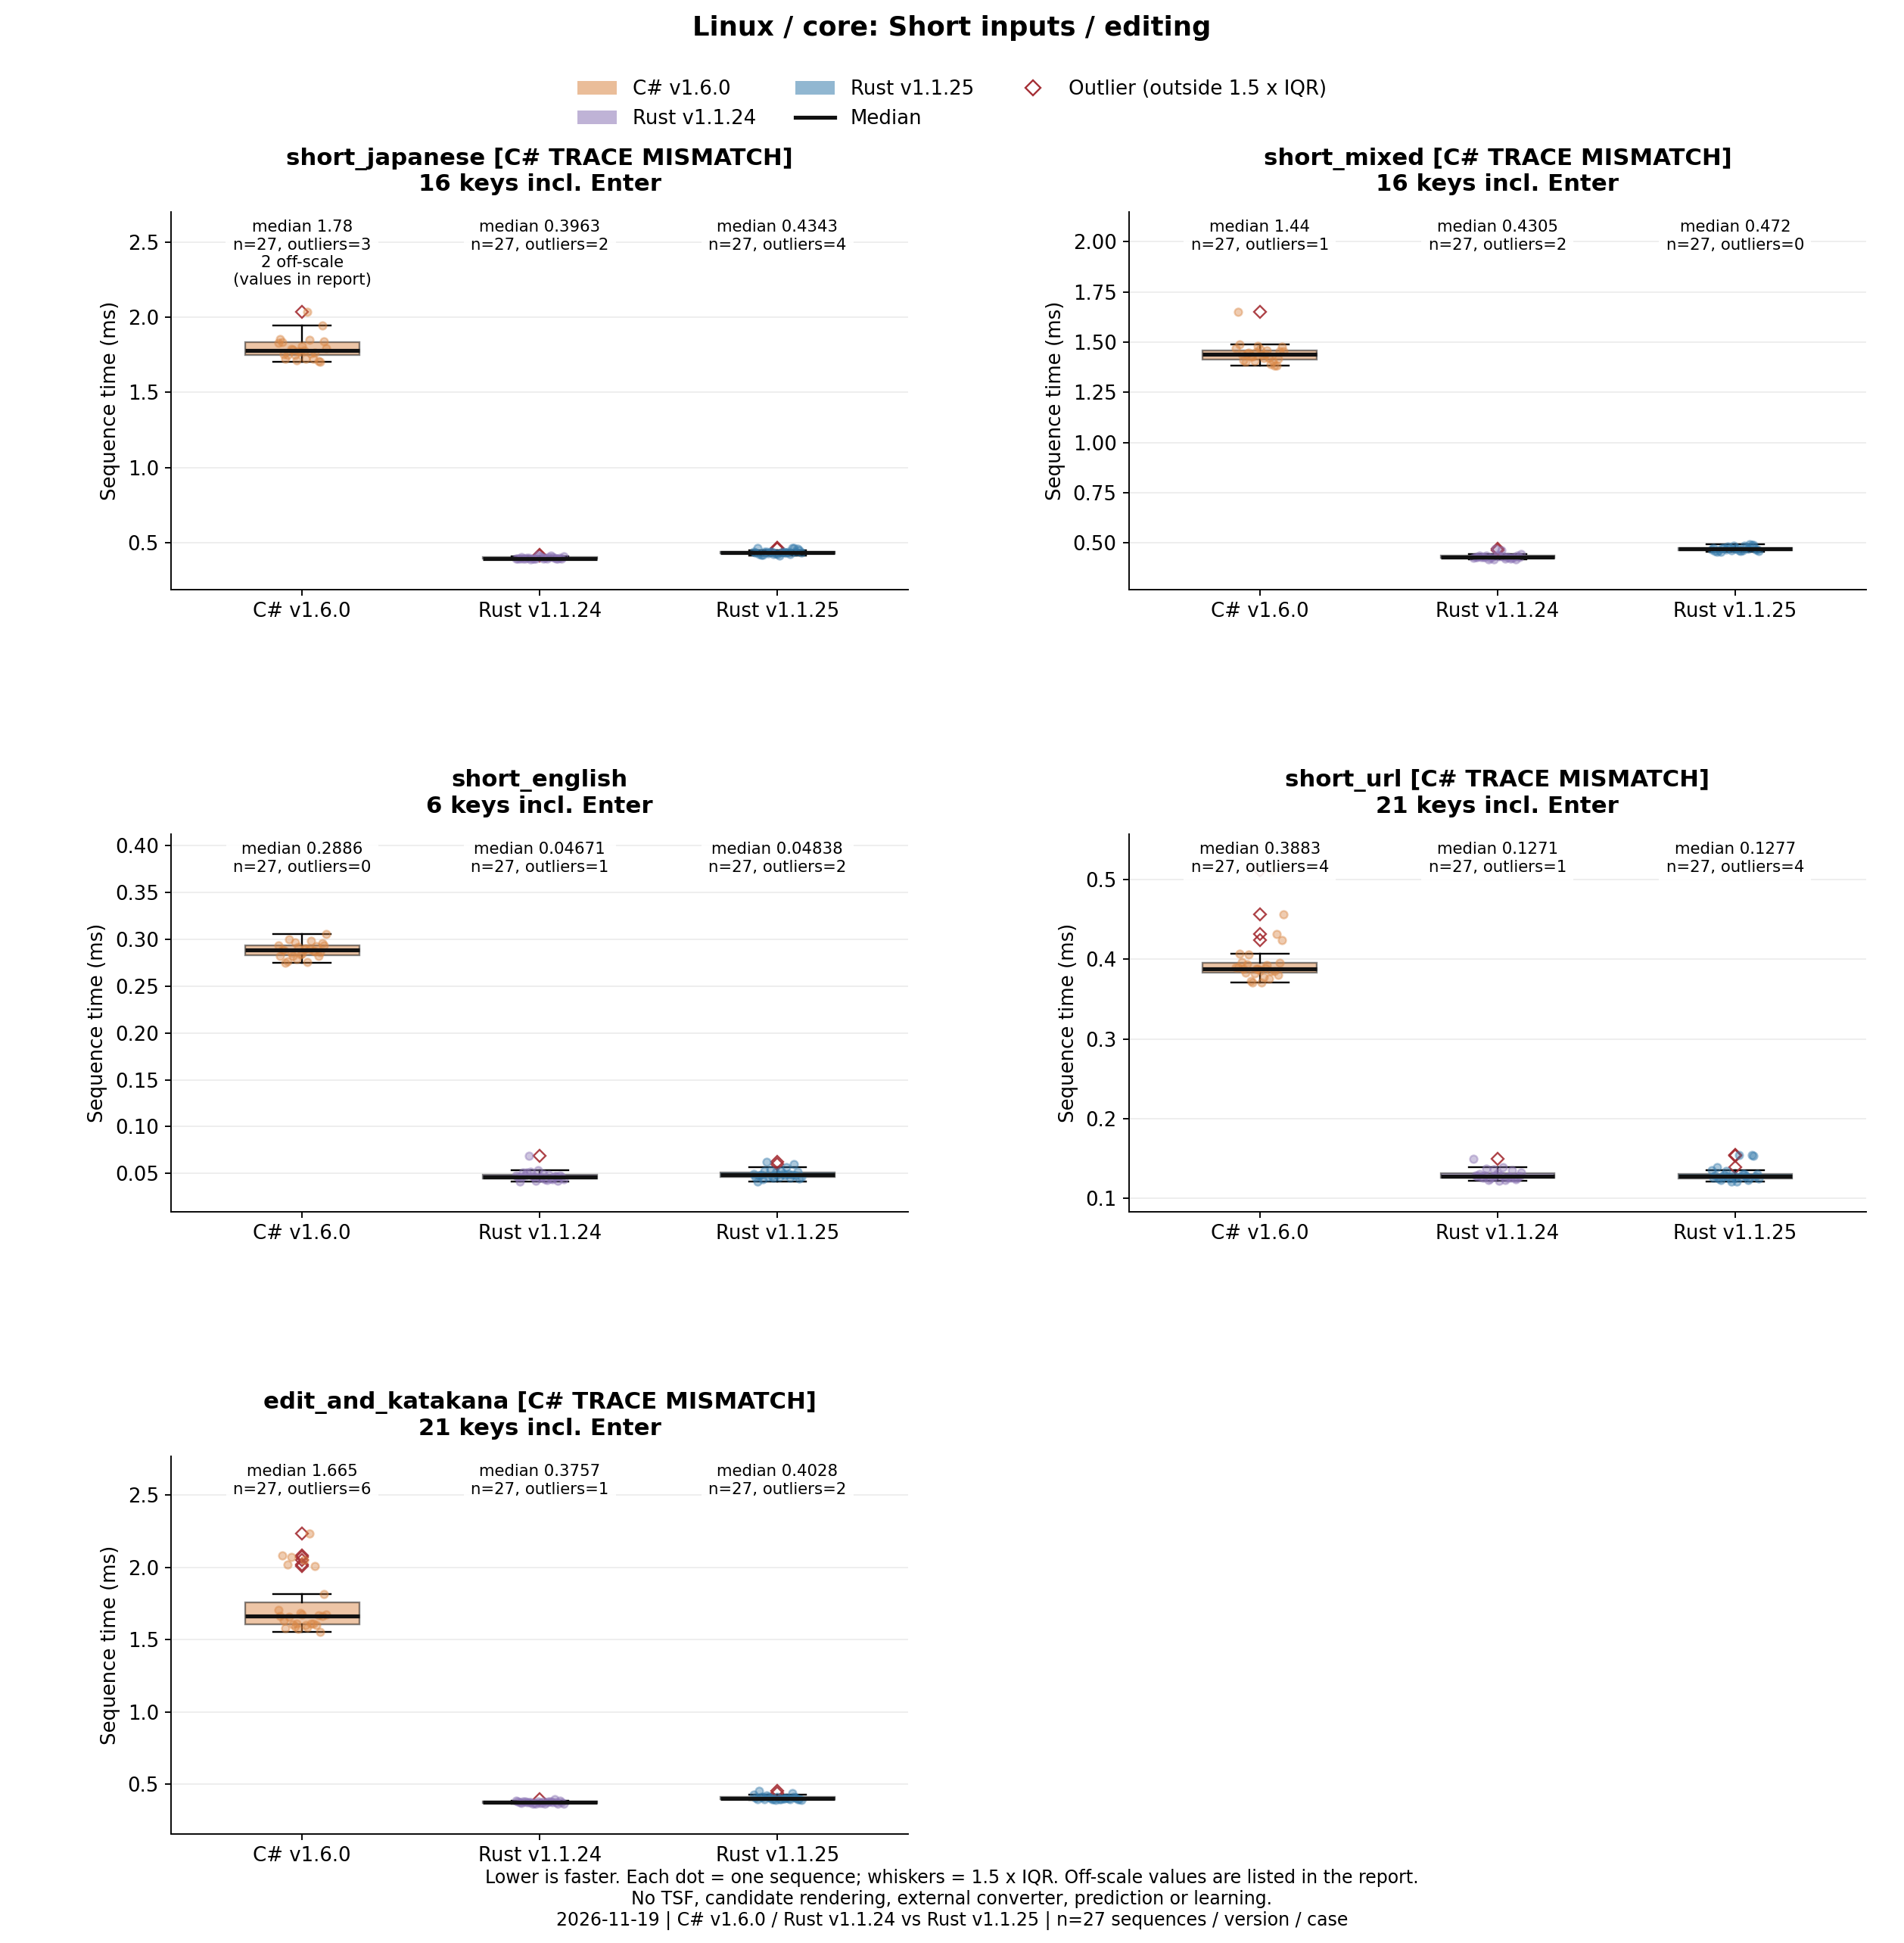 Linux / core: Short inputs / editing
C# v1.6.0
Rust v1.1.24
Rust v1.1.25
Median
Outlier (outside 1.5 x IQR)
short_japanese [C# TRACE MISMATCH]
16 keys incl. Enter
median 1.78
n=27, outliers=3
2 off-scale
(values in report)
median 0.3963
n=27, outliers=2
median 0.4343
n=27, outliers=4
Sequence time (ms)
2.5
2.0
1.5
1.0
0.5
C# v1.6.0
Rust v1.1.24
Rust v1.1.25
short_mixed [C# TRACE MISMATCH]
16 keys incl. Enter
median 1.44
n=27, outliers=1
median 0.4305
n=27, outliers=2
median 0.472
n=27, outliers=0
Sequence time (ms)
2.00
1.75
1.50
1.25
1.00
0.75
0.50
C# v1.6.0
Rust v1.1.24
Rust v1.1.25
short_english
6 keys incl. Enter
median 0.2886
n=27, outliers=0
median 0.04671
n=27, outliers=1
median 0.04838
n=27, outliers=2
Sequence time (ms)
0.40
0.35
0.30
0.25
0.20
0.15
0.10
0.05
C# v1.6.0
Rust v1.1.24
Rust v1.1.25
short_url [C# TRACE MISMATCH]
21 keys incl. Enter
median 0.3883
n=27, outliers=4
median 0.1271
n=27, outliers=1
median 0.1277
n=27, outliers=4
Sequence time (ms)
0.5
0.4
0.3
0.2
0.1
C# v1.6.0
Rust v1.1.24
Rust v1.1.25
edit_and_katakana [C# TRACE MISMATCH]
21 keys incl. Enter
median 1.665
n=27, outliers=6
median 0.3757
n=27, outliers=1
median 0.4028
n=27, outliers=2
Sequence time (ms)
2.5
2.0
1.5
1.0
0.5
C# v1.6.0
Rust v1.1.24
Rust v1.1.25
Lower is faster. Each dot = one sequence; whiskers = 1.5 x IQR. Off-scale values are listed in the report.
No TSF, candidate rendering, external converter, prediction or learning.
2026-11-19 | C# v1.6.0 / Rust v1.1.24 vs Rust v1.1.25 | n=27 sequences / version / case